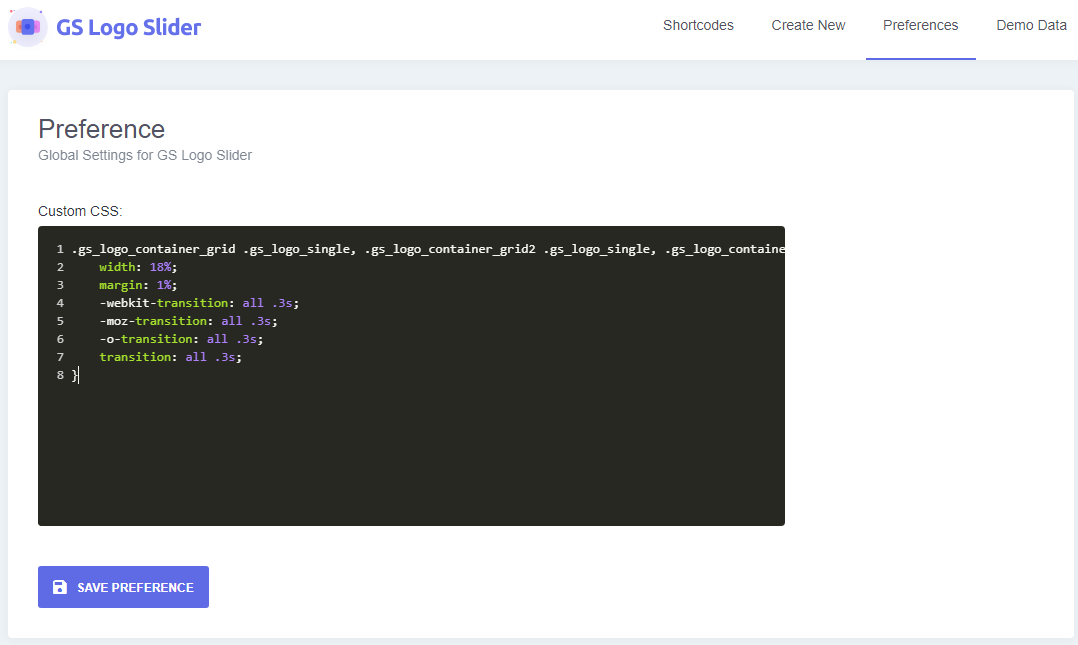 GS Logo Slider
Shortcodes Create New Preferences Demo Data
Preference
Global Settings for GS Logo Slider
Custom CSS:
1 .gs_logo_container_grid .gs_logo_single, .gs_logo_container_grid2 .gs_logo_single, .gs_logo_containe
2 width: 18%;
3 margin: 1%;
4 -webkit-transition: all .3s;
5 -moz-transition: all .3s;
6 -o-transition: all .3s;
7 transition: all .3s;
8 }
SAVE PREFERENCE